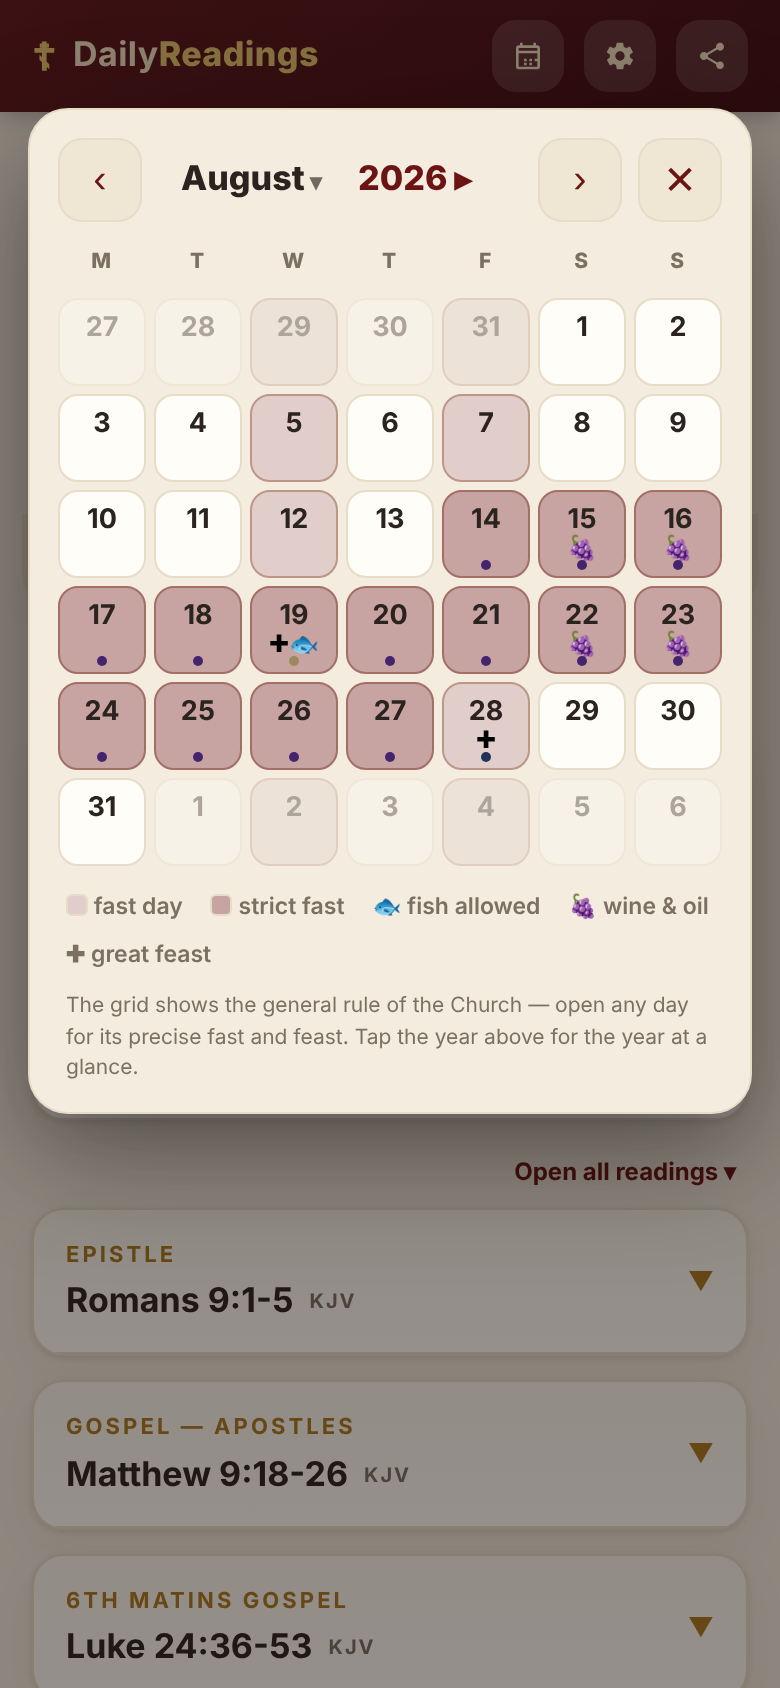 DailyReadings
‹ August ▾ 2026 ▸ › ✕
M T W T F S S
27 28 29 30 31 1 2
3 4 5 6 7 8 9
10 11 12 13 14 15 16
17 18 19 20 21 22 23
24 25 26 27 28 29 30
31 1 2 3 4 5 6
fast day strict fast fish allowed wine & oil
great feast
The grid shows the general rule of the Church — open any day
for its precise fast and feast. Tap the year above for the year at a
glance.
Open all readings ▾
EPISTLE
Romans 9:1-5 KJV
GOSPEL — APOSTLES
Matthew 9:18-26 KJV
6TH MATINS GOSPEL
Luke 24:36-53 KJV